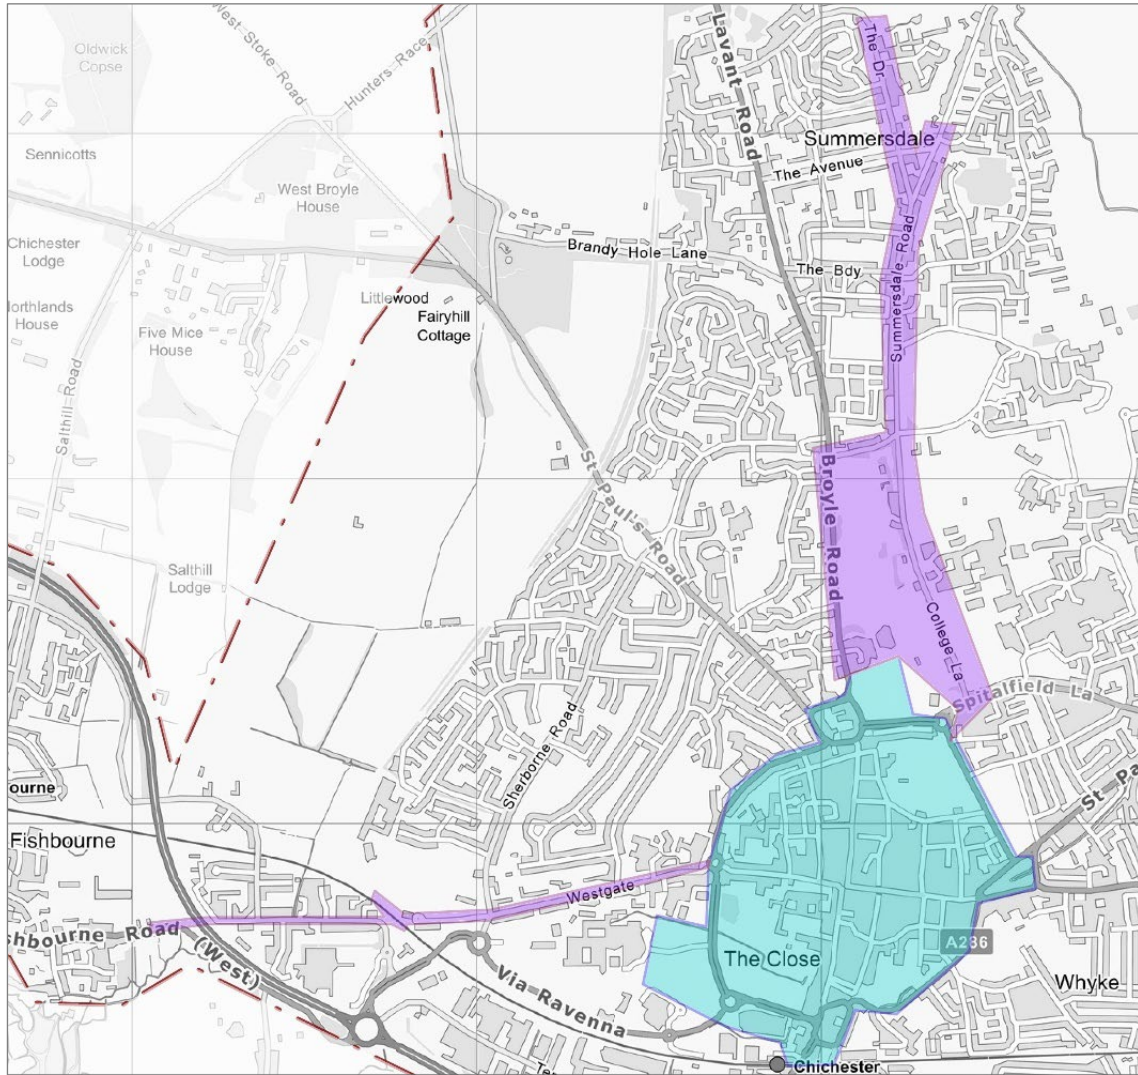 Oldwick
Copse
West Stoke Road
Hunters Race
Lavant Road
The Dr
Sennicotts
Summersdale
The Avenue
West Broyle
House
Chichester
Lodge
Brandy Hole Lane
The Bdy
Summersdale Road
orthlands
House
Littlewood
Fairyhill
Cottage
Five Mice
House
Salthill Road
St Paul's Road
Broyle Road
Salthill
Lodge
College La
Spitalfield La
Sherborne Road
St Pa
ourne
Fishbourne
Westgate
shbourne Road
(West)
The Close
A286
Via Ravenna
Whyke
Te
Chichester